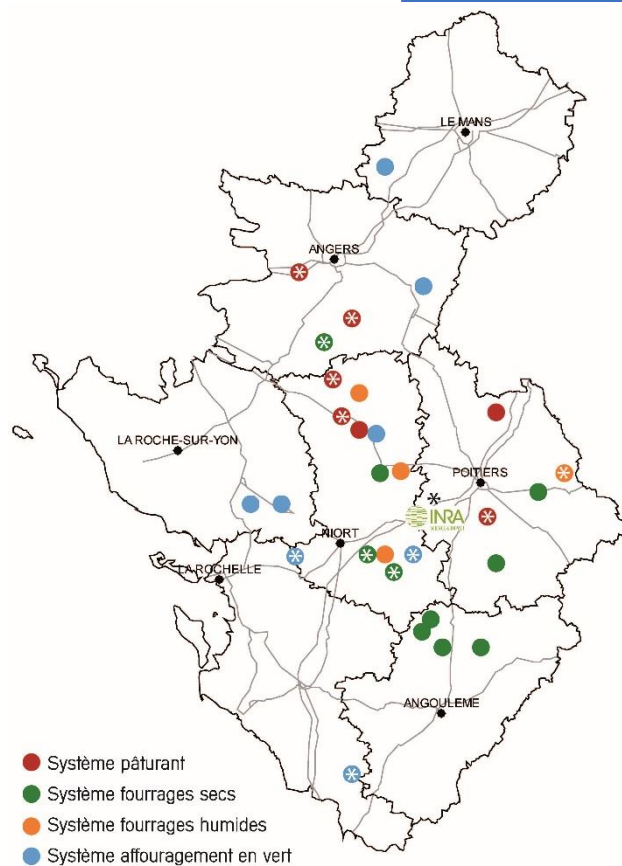 LE MANS
ANGERS
LA ROCHE-SUR-YON
POITIERS
INRA
NIORT
LA ROCHELLE
ANGOULEME
Système pâturant
Système fourrages secs
Système fourrages humides
Système affouragement en vert